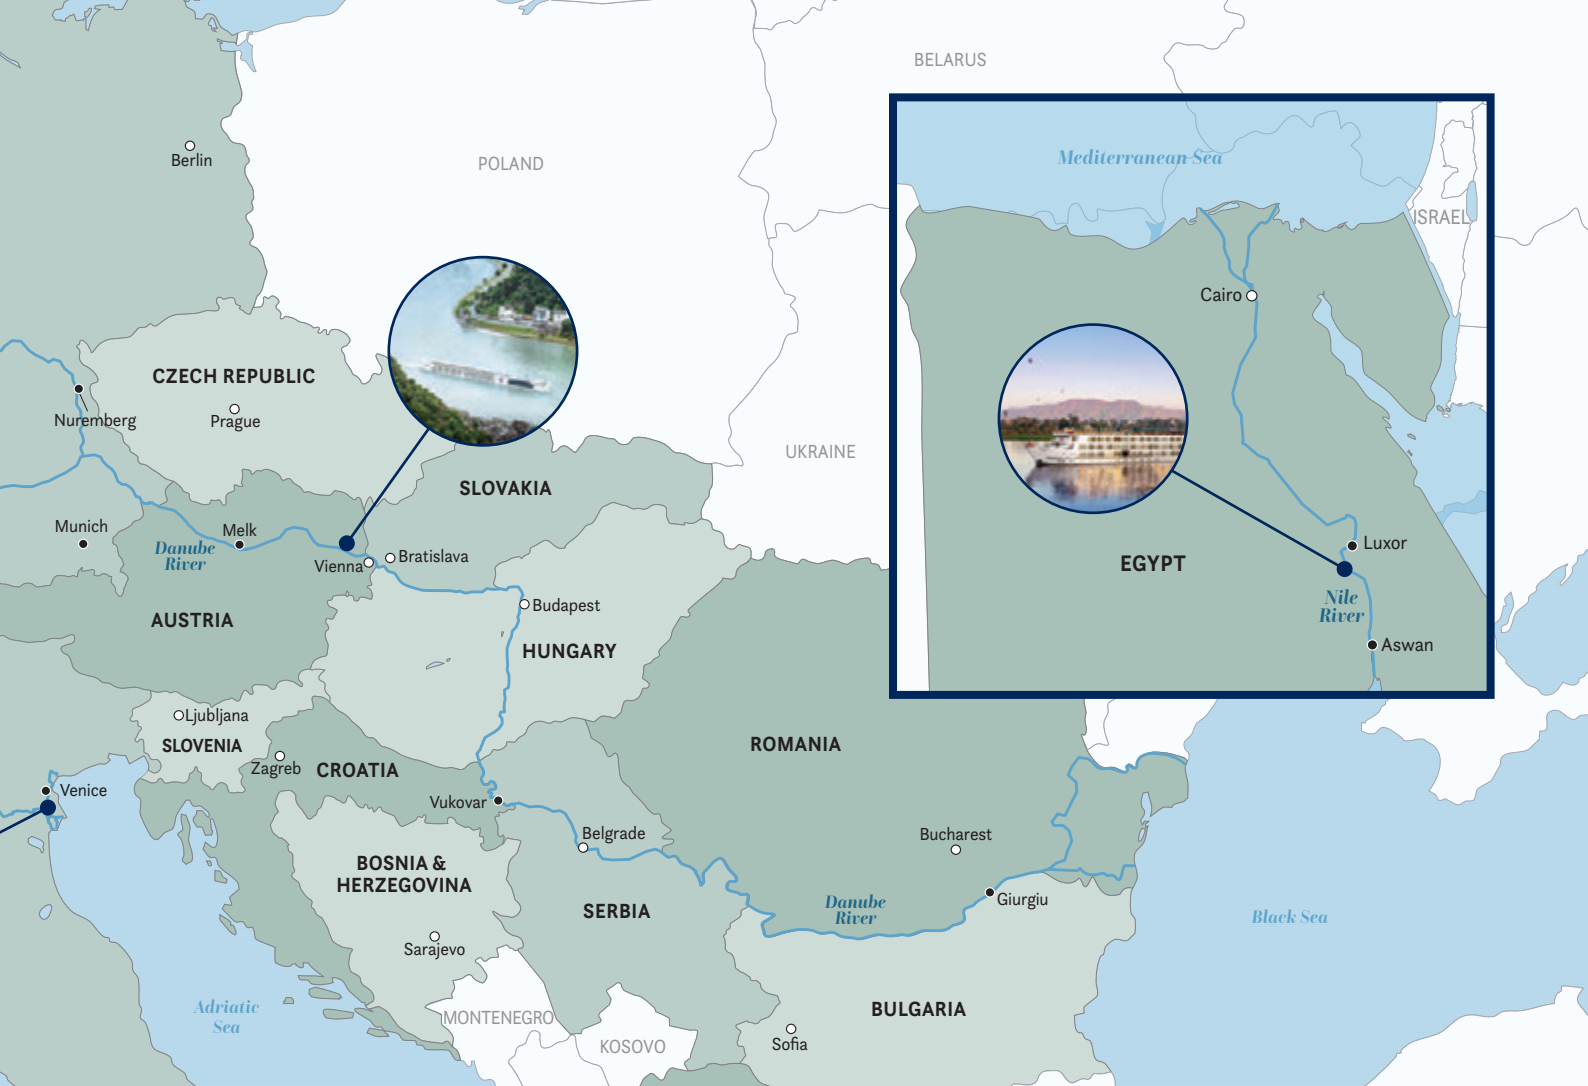 BELARUS
Berlin
POLAND
Mediterranean Sea
ISRAEL
Cairo
CZECH REPUBLIC
Nuremberg
Prague
UKRAINE
SLOVAKIA
Munich
Melk
Danube
River
Vienna
Bratislava
Luxor
EGYPT
Nile
River
Aswan
AUSTRIA
Budapest
HUNGARY
Ljubljana
SLOVENIA
Zagreb
CROATIA
ROMANIA
Venice
Vukovar
Belgrade
Bucharest
BOSNIA &
HERZEGOVINA
SERBIA
Danube
River
Giurgiu
Black Sea
Sarajevo
Adriatic
Sea
MONTENEGRO
KOSOVO
BULGARIA
Sofia